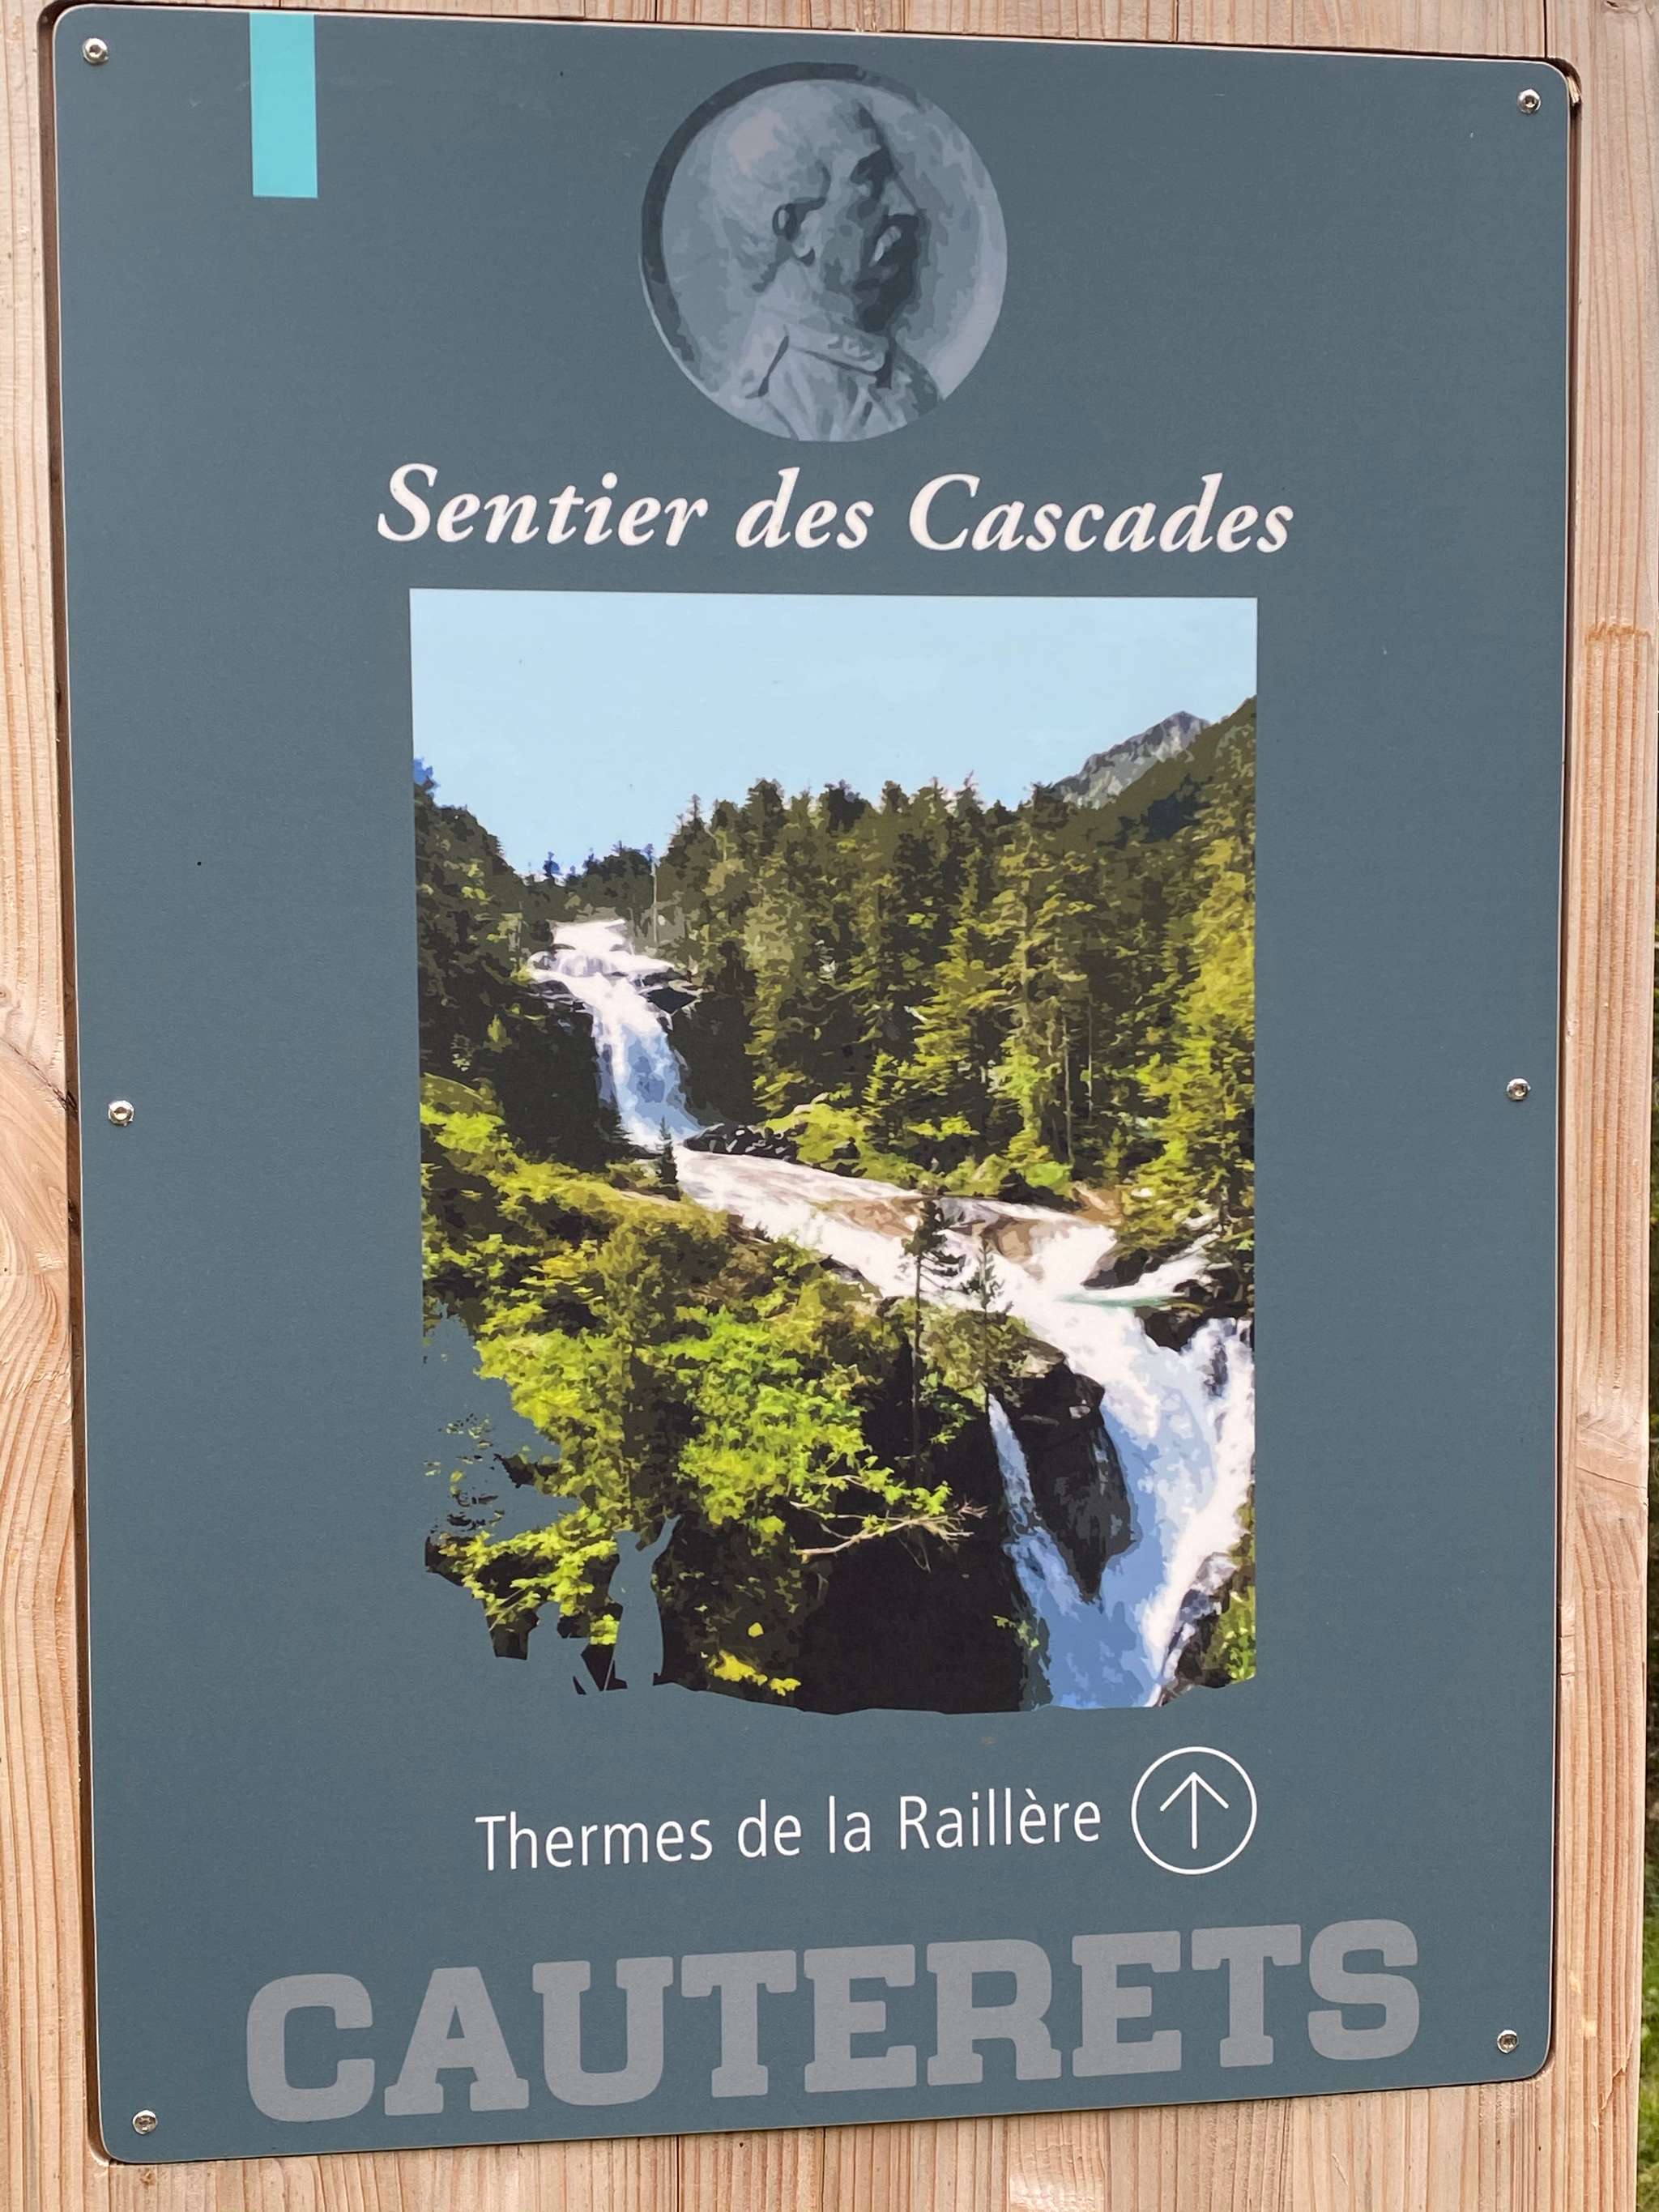 Sentier des Cascades
Thermes de la Raillère
CAUTERETS